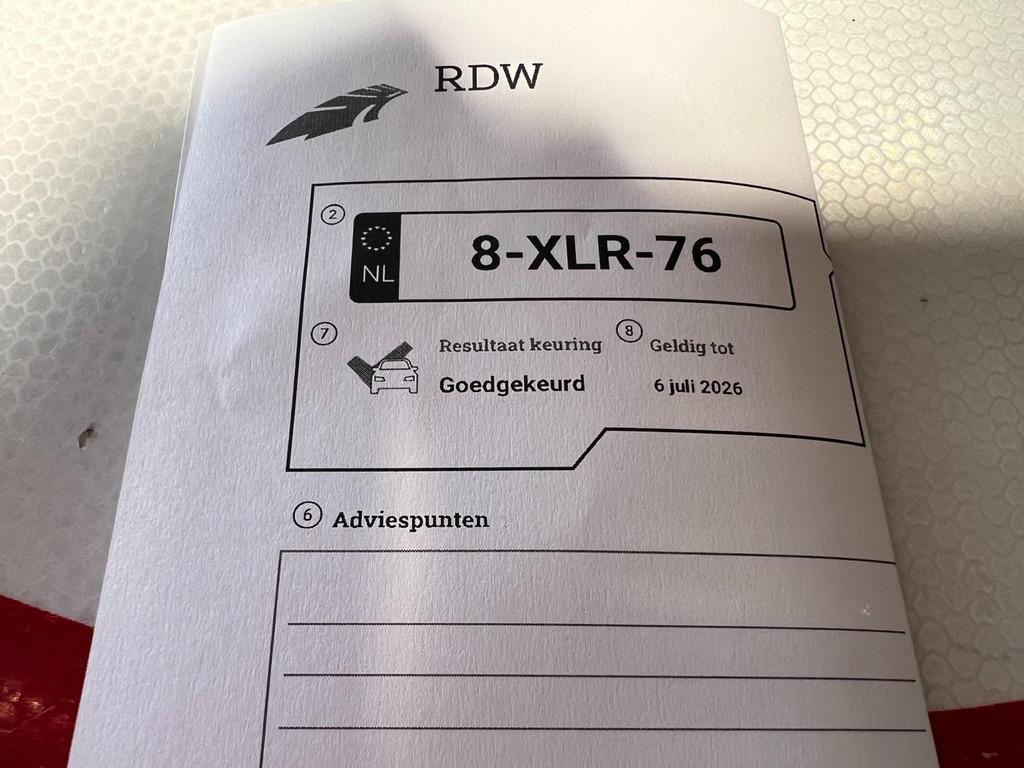 RDW
2
NL
8-XLR-76
7
Resultaat keuring
Goedgekeurd
8
Geldig tot
6 juli 2026
6 Adviespunten